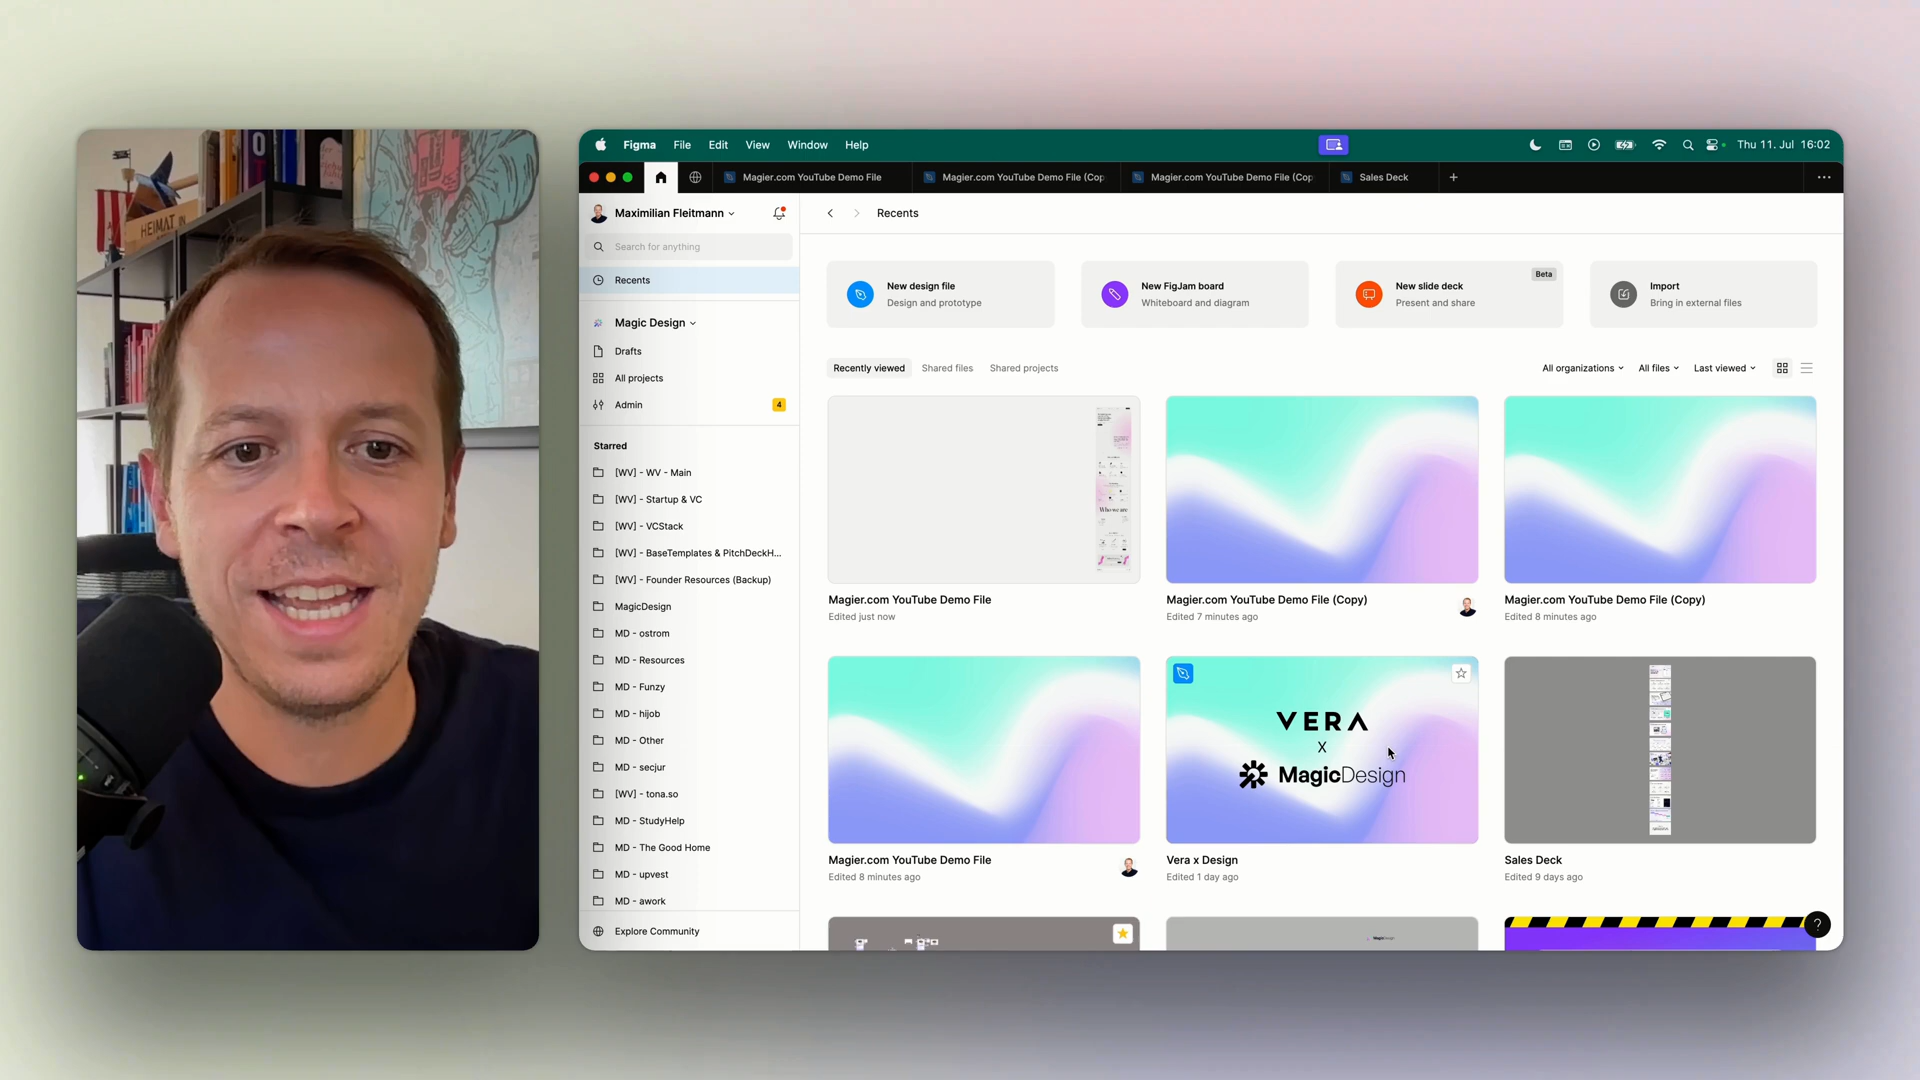 HEIMAT IN
Figma File Edit View Window Help
Thu 11. Jul 16:02
Magier.com YouTube Demo File
Magier.com YouTube Demo File (Cop
Magier.com YouTube Demo File (Cop
Sales Deck
Maximilian Fleitmann
Recents
Search for anything
Recents
Magic Design
Drafts
All projects
Admin
4
Starred
[WV] - WV - Main
[WV] - Startup & VC
[WV] - VCStack
[WV] - BaseTemplates & PitchDeckH...
[WV] - Founder Resources (Backup)
MagicDesign
MD - ostrom
MD - Resources
MD - Funzy
MD - hijob
MD - Other
MD - secjur
[WV] - tona.so
MD - StudyHelp
MD - The Good Home
MD - upvest
MD - awork
Explore Community
New design file
Design and prototype
New FigJam board
Whiteboard and diagram
New slide deck
Present and share
Beta
Import
Bring in external files
Recently viewed
Shared files
Shared projects
All organizations
All files
Last viewed
Who we are
Magier.com YouTube Demo File
Edited just now
Magier.com YouTube Demo File (Copy)
Edited 7 minutes ago
Magier.com YouTube Demo File (Copy)
Edited 8 minutes ago
VERA
X
MagicDesign
Magier.com YouTube Demo File
Edited 8 minutes ago
Vera x Design
Edited 1 day ago
Sales Deck
Edited 9 days ago
MagicDesign
?